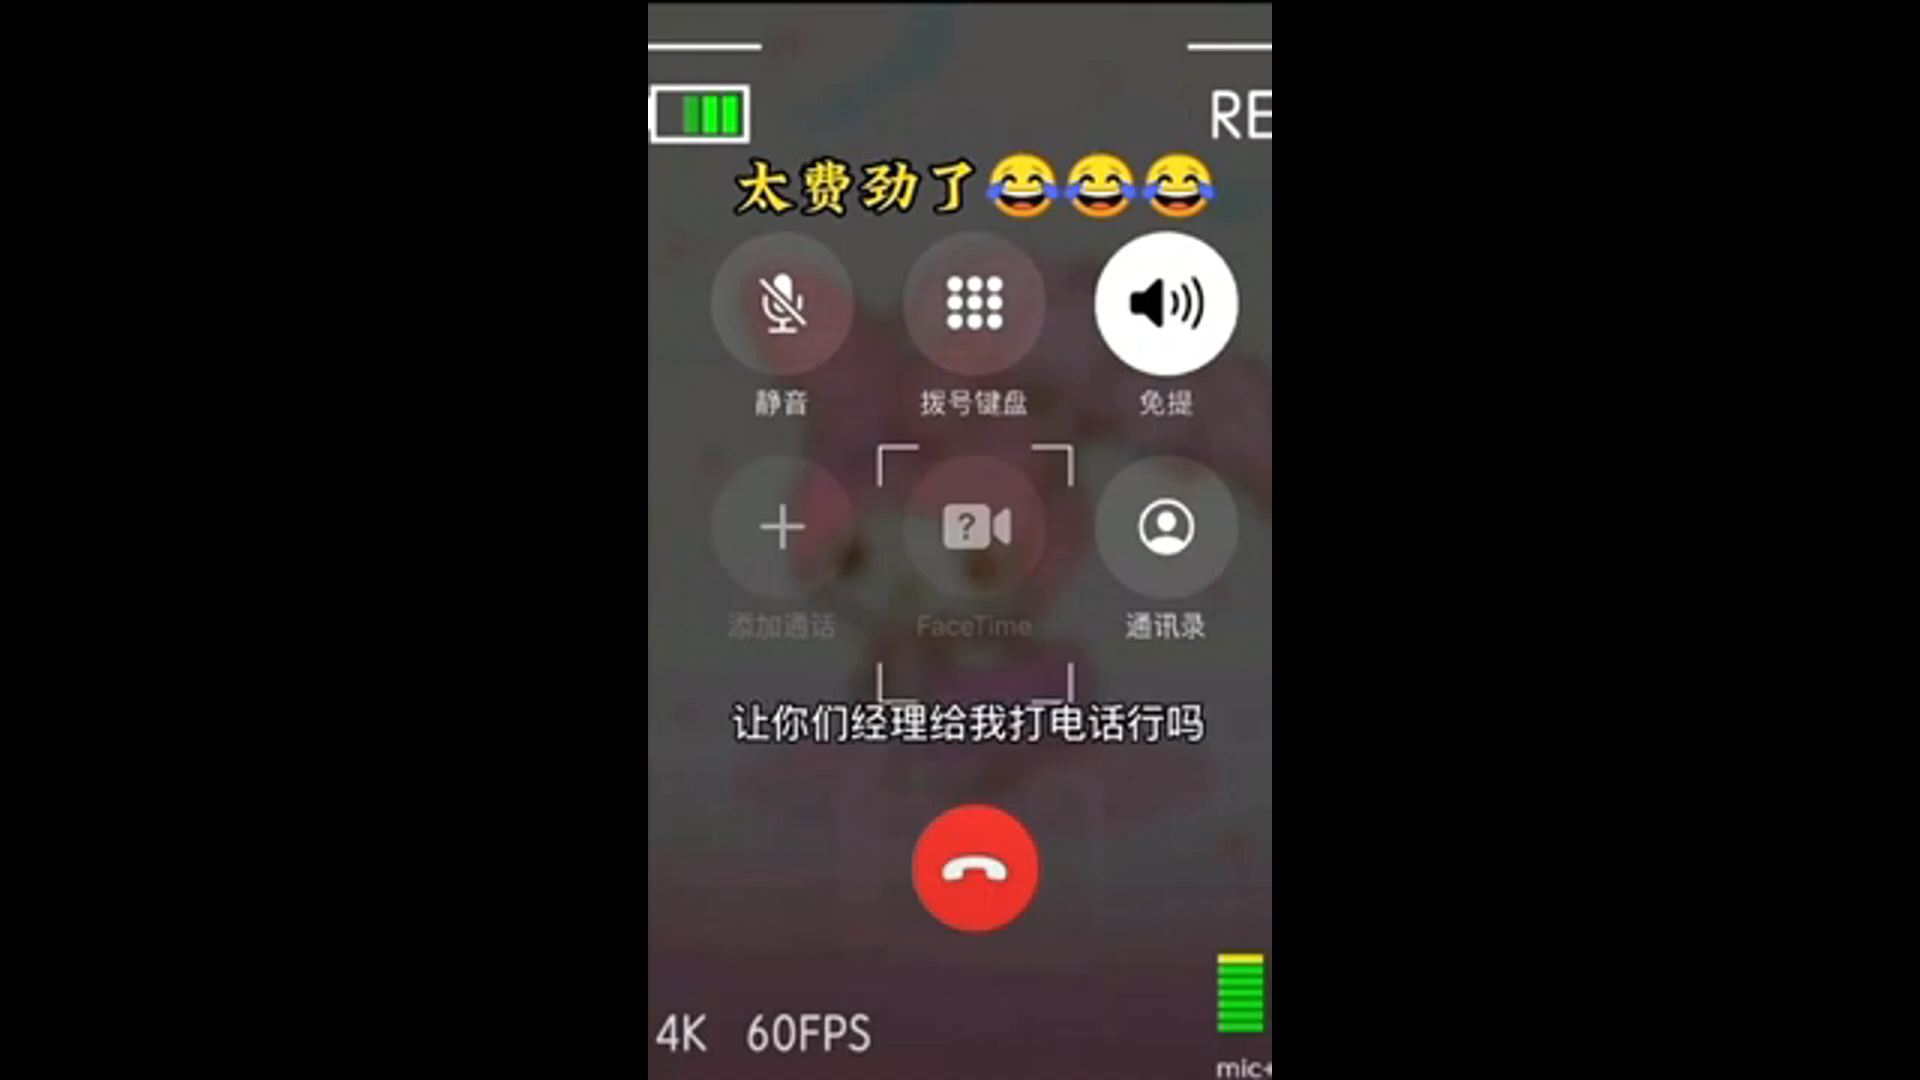 RE
太费劲了😂😂😂
静音
拨号键盘
免提
添加通话
FaceTime
通讯录
让你们经理给我打电话行吗
4K 60FPS
mic+